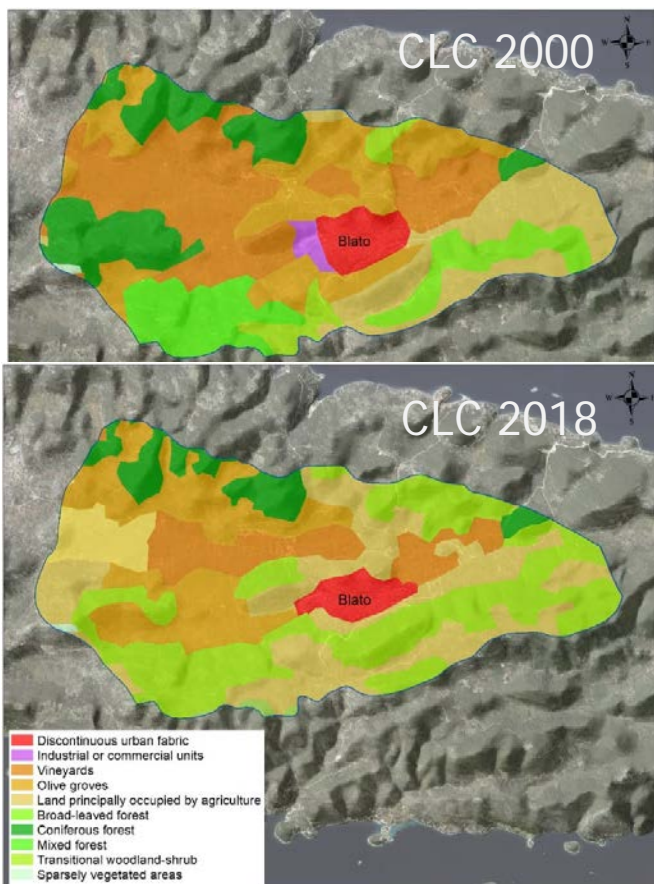 CLC 2000
N
W E
S
Blato
CLC 2018
N
W E
S
Blato
Discontinuous urban fabric
Industrial or commercial units
Vineyards
Olive groves
Land principally occupied by agriculture
Broad-leaved forest
Coniferous forest
Mixed forest
Transitional woodland-shrub
Sparsely vegetated areas